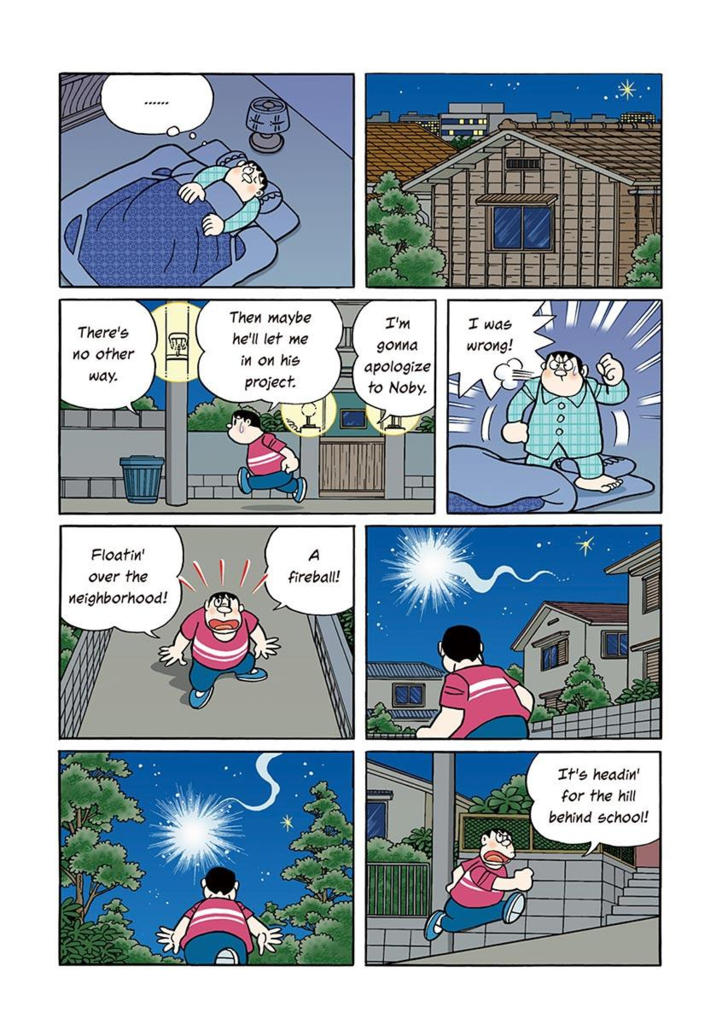 ......
I was
wrong!
I'm
gonna
apologize
to Noby.
Then maybe
he'll let me
in on his
project.
There's
no other
way.
A
fireball!
Floatin'
over the
neighborhood!
It's headin'
for the hill
behind school!